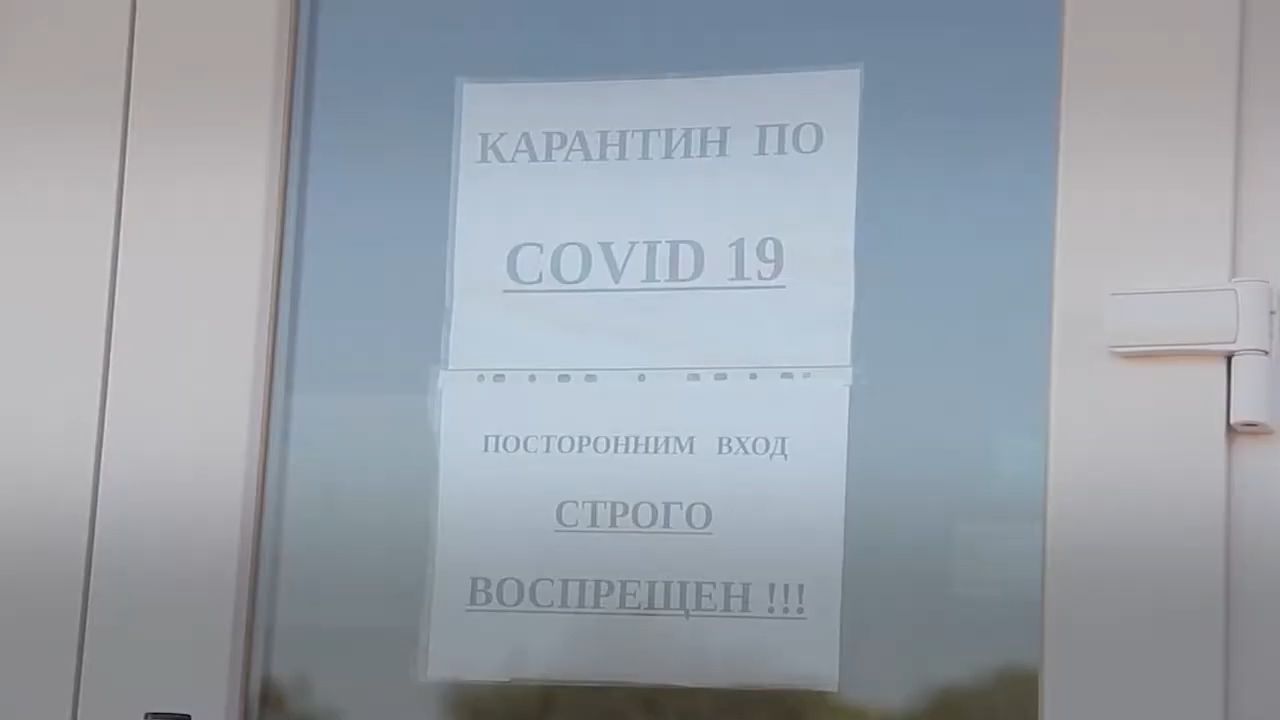 КАРАНТИН ПО
COVID 19
ПОСТОРОННИМ ВХОД
СТРОГО
ВОСПРЕЩЕН !!!